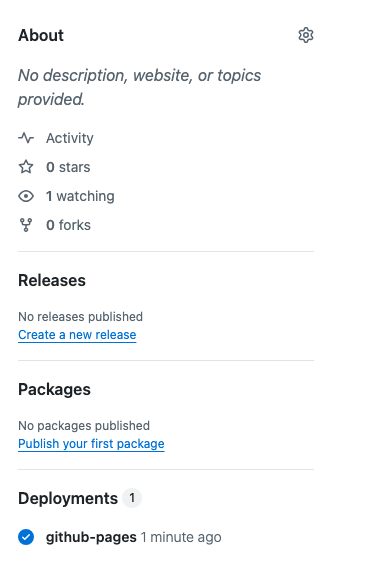 About
No description, website, or topics
provided.
Activity
0 stars
1 watching
0 forks
Releases
No releases published
Create a new release
Packages
No packages published
Publish your first package
Deployments 1
github-pages 1 minute ago